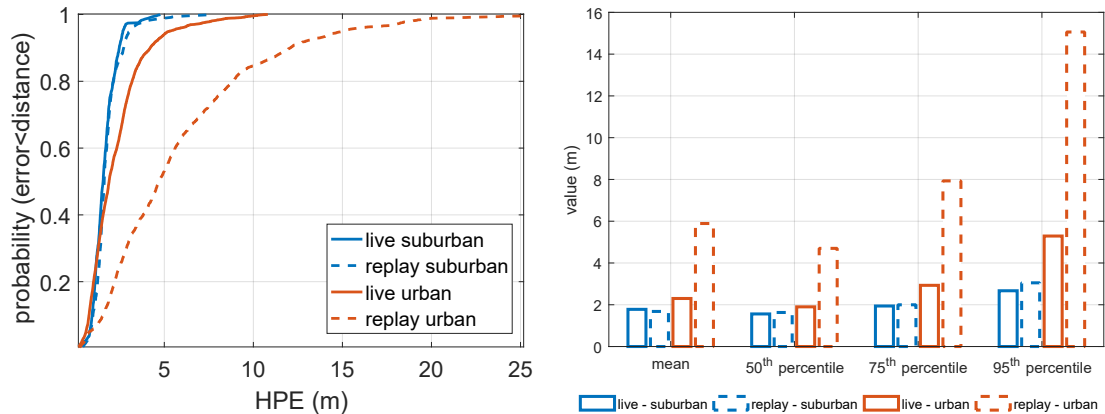 probability (error<distance)
1
0.8
0.6
0.4
0.2
live suburban
replay suburban
live urban
replay urban
5
10
15
20
25
HPE (m)
value (m)
16
14
12
10
8
6
4
2
0
mean
50th percentile
75th percentile
95th percentile
live - suburban
replay - suburban
live - urban
replay - urban